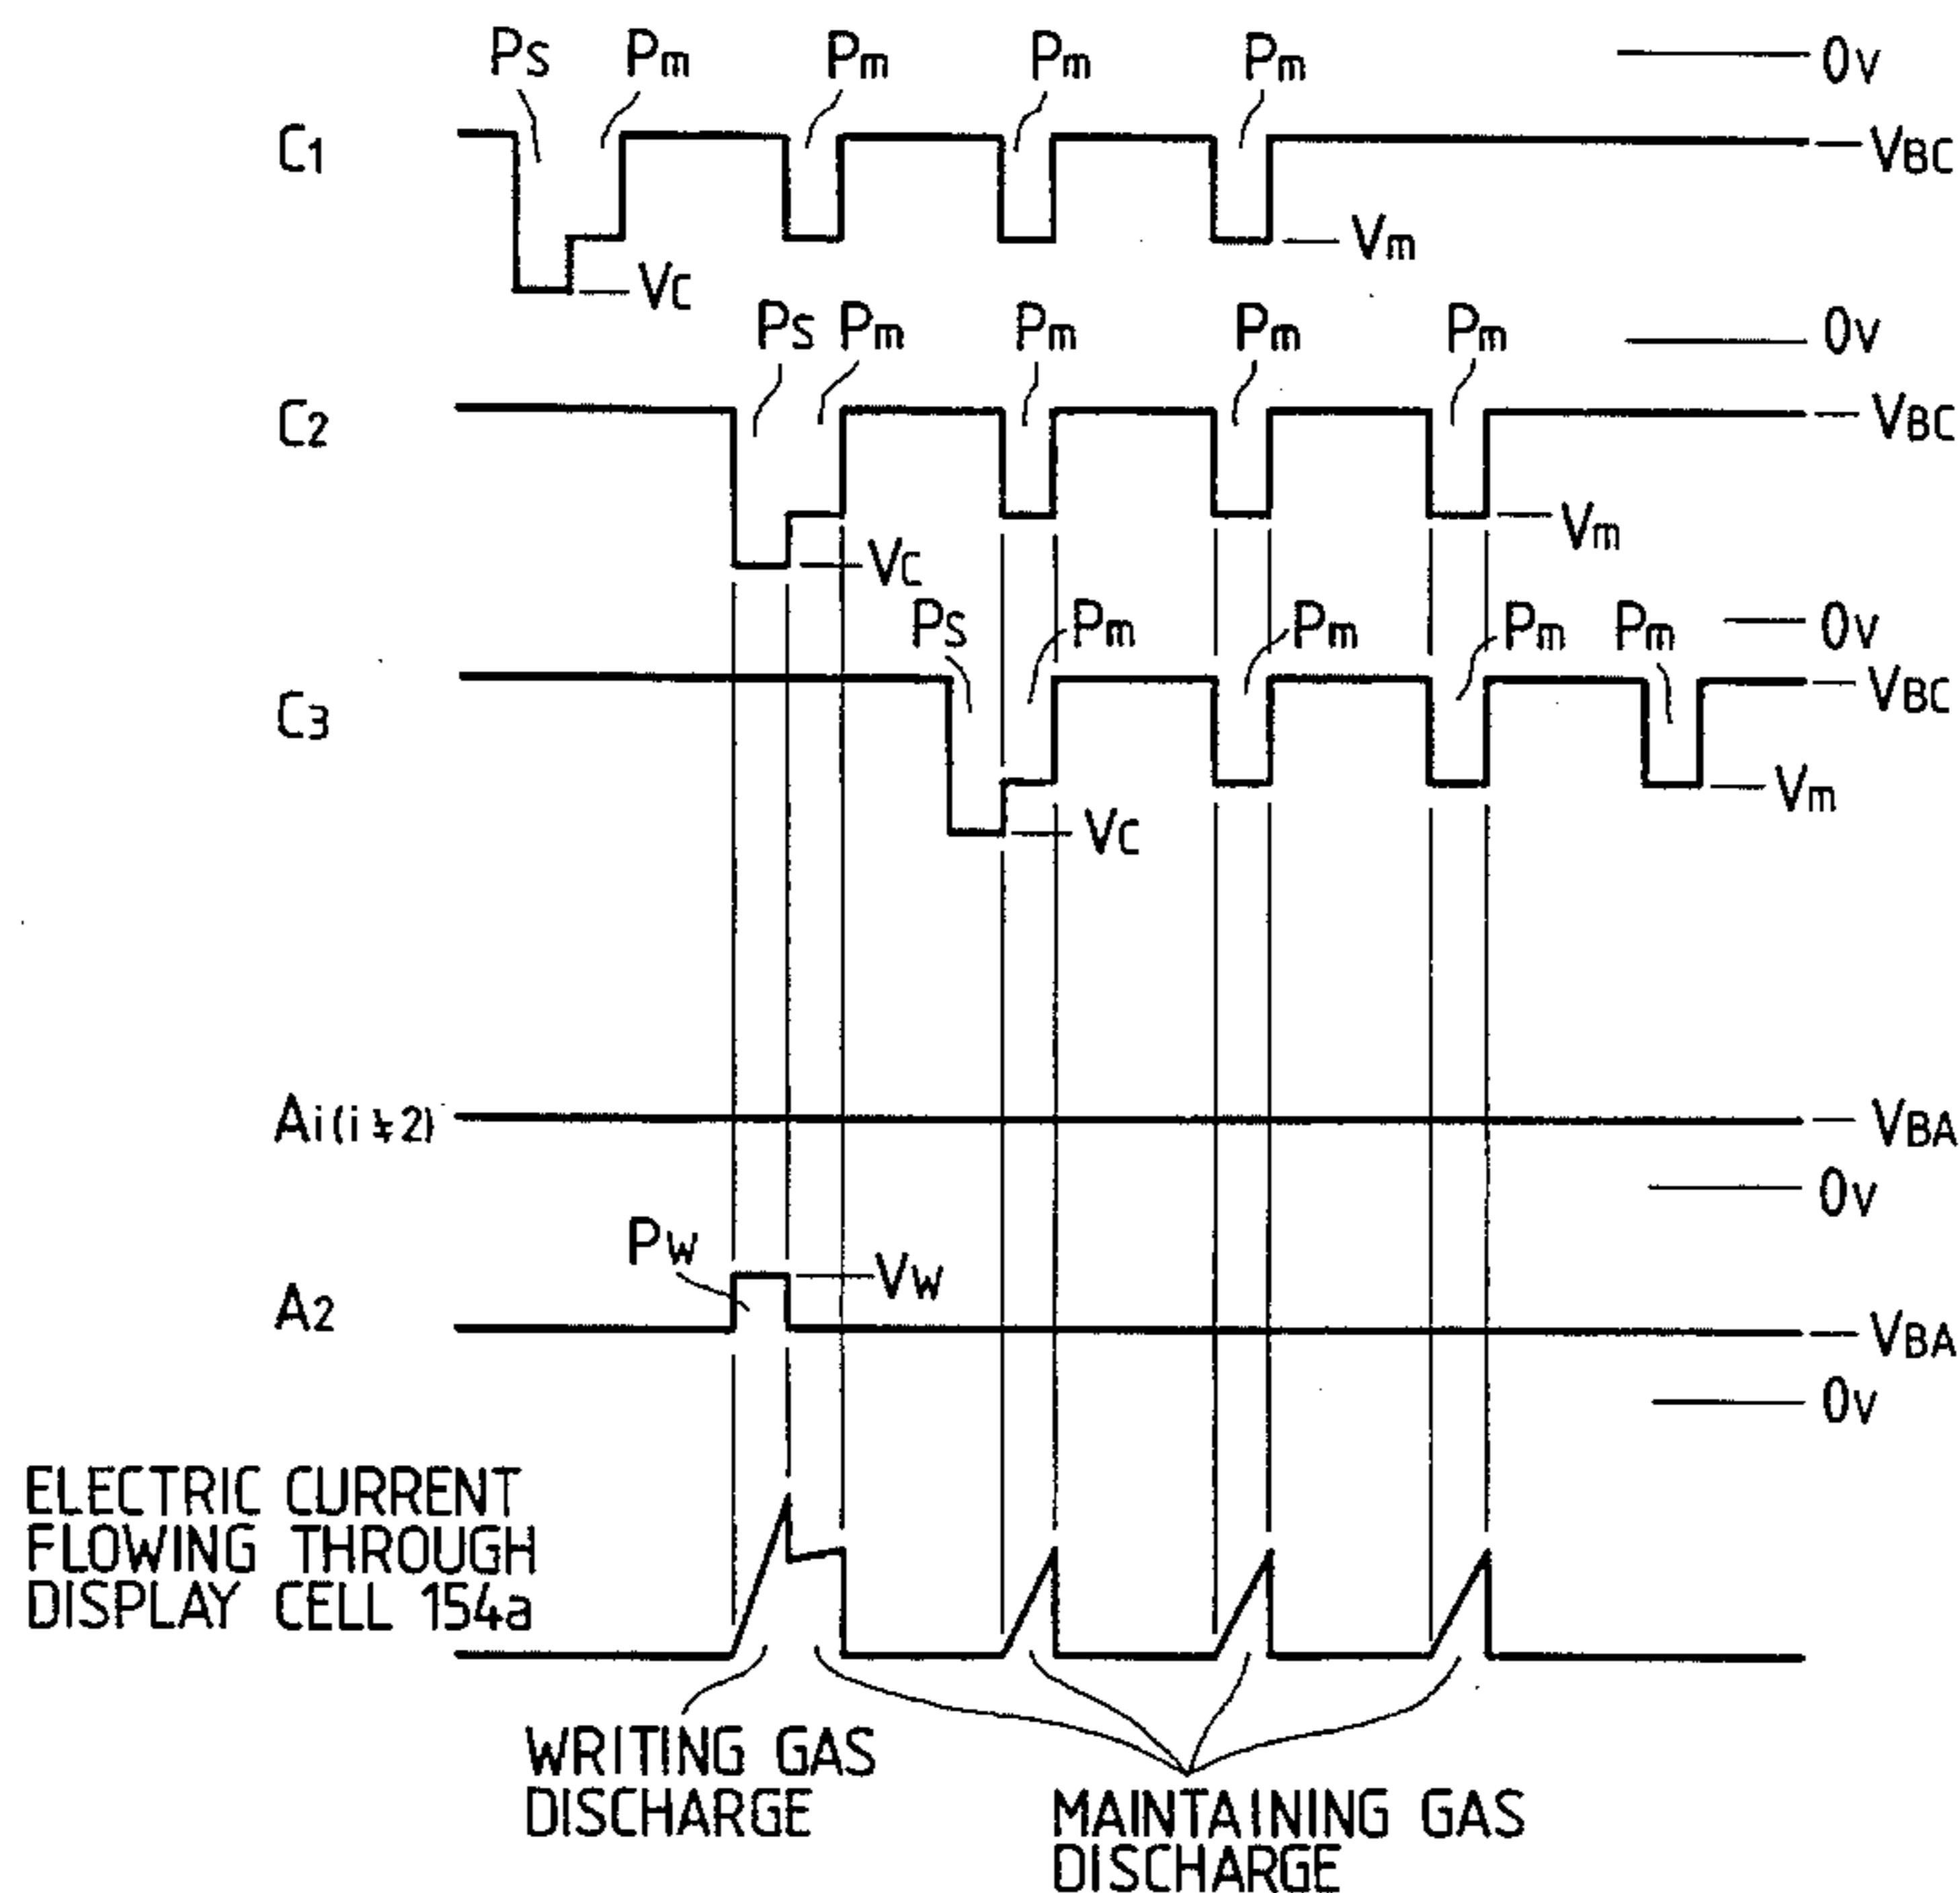 Ps Pm Pm Pm Pm 0V
C1 VBC
Vm
Vc
Ps Pm Pm Pm Pm 0V
C2 VBC
Vm
Vc
Ps Pm Pm Pm Pm 0V
C3 VBC
Vm
Vc
Ai(i≠2) VBA
0V
Pw Vw
A2 VBA
0V
ELECTRIC CURRENT
FLOWING THROUGH
DISPLAY CELL 154a
WRITING GAS
DISCHARGE
MAINTAINING GAS
DISCHARGE